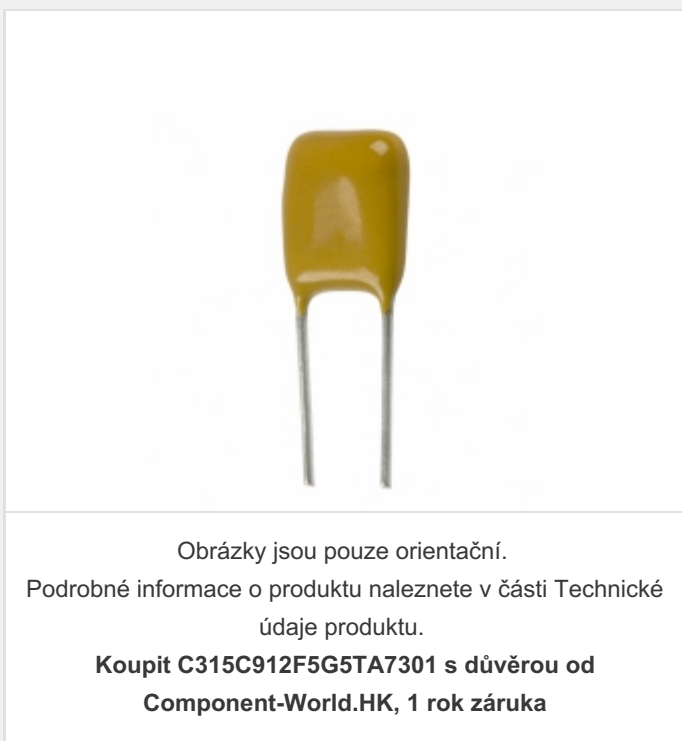 Obrázky jsou pouze orientační.
Podrobné informace o produktu naleznete v části Technické
údaje produktu.
Koupit C315C912F5G5TA7301 s důvěrou od
Component-World.HK, 1 rok záruka